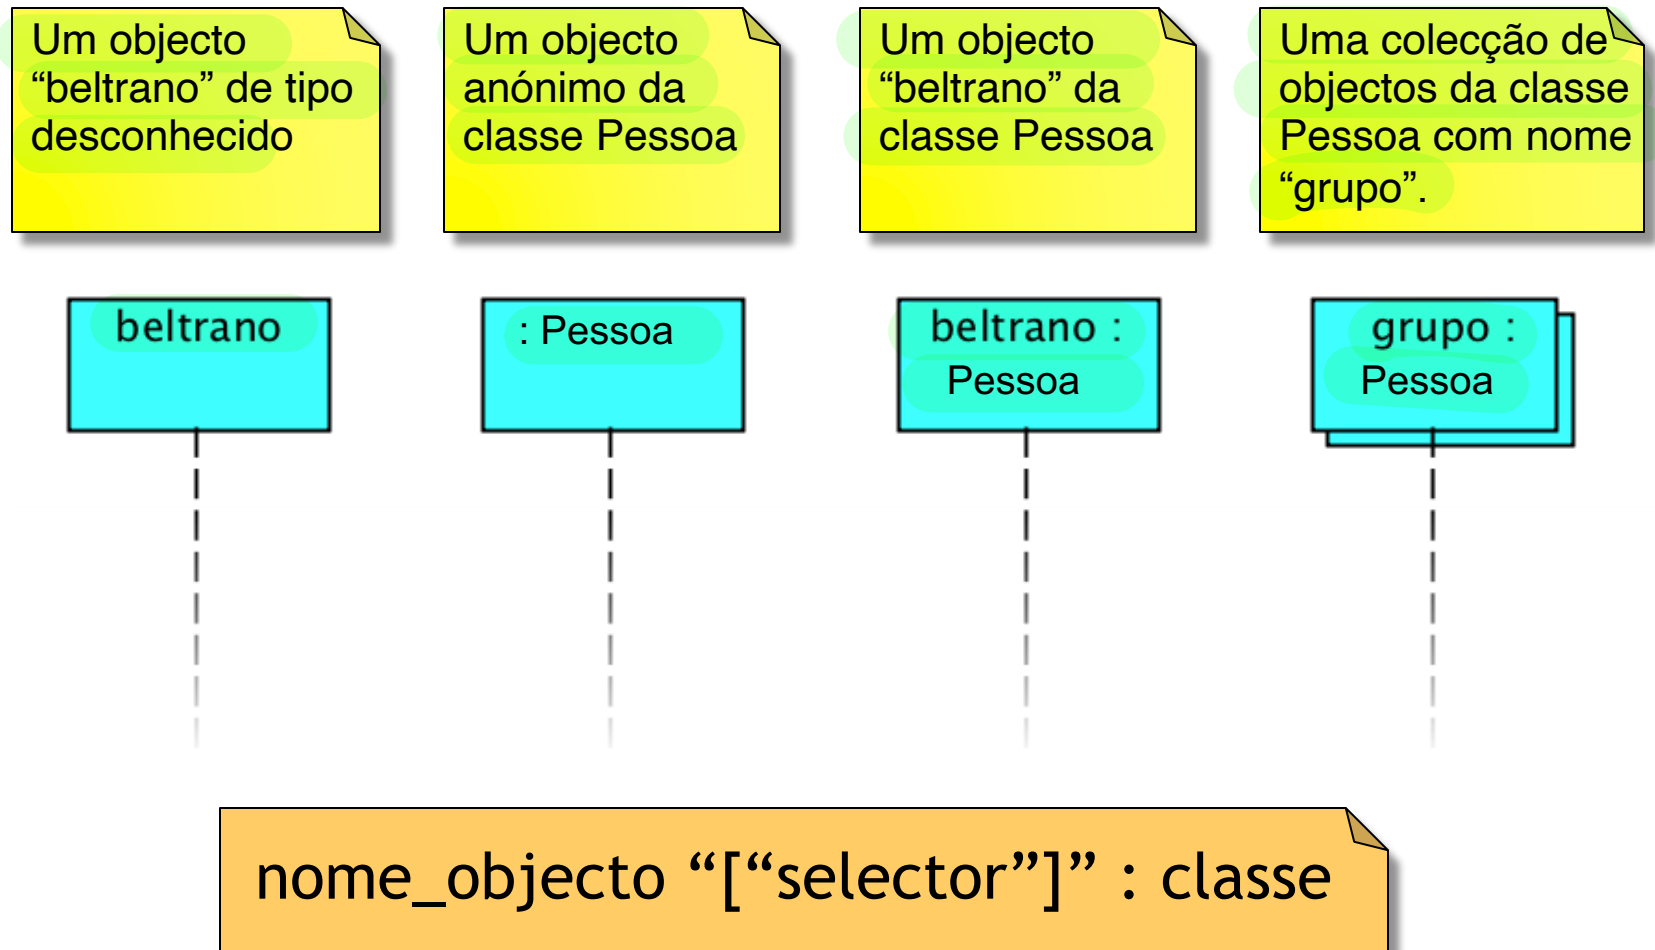 Um objecto
“beltrano” de tipo
desconhecido
Um objecto
anónimo da
classe Pessoa
Um objecto
“beltrano” da
classe Pessoa
Uma colecção de
objectos da classe
Pessoa com nome
“grupo”.
beltrano
: Pessoa
beltrano :
Pessoa
grupo :
Pessoa
nome_objecto “[“selector”]” : classe